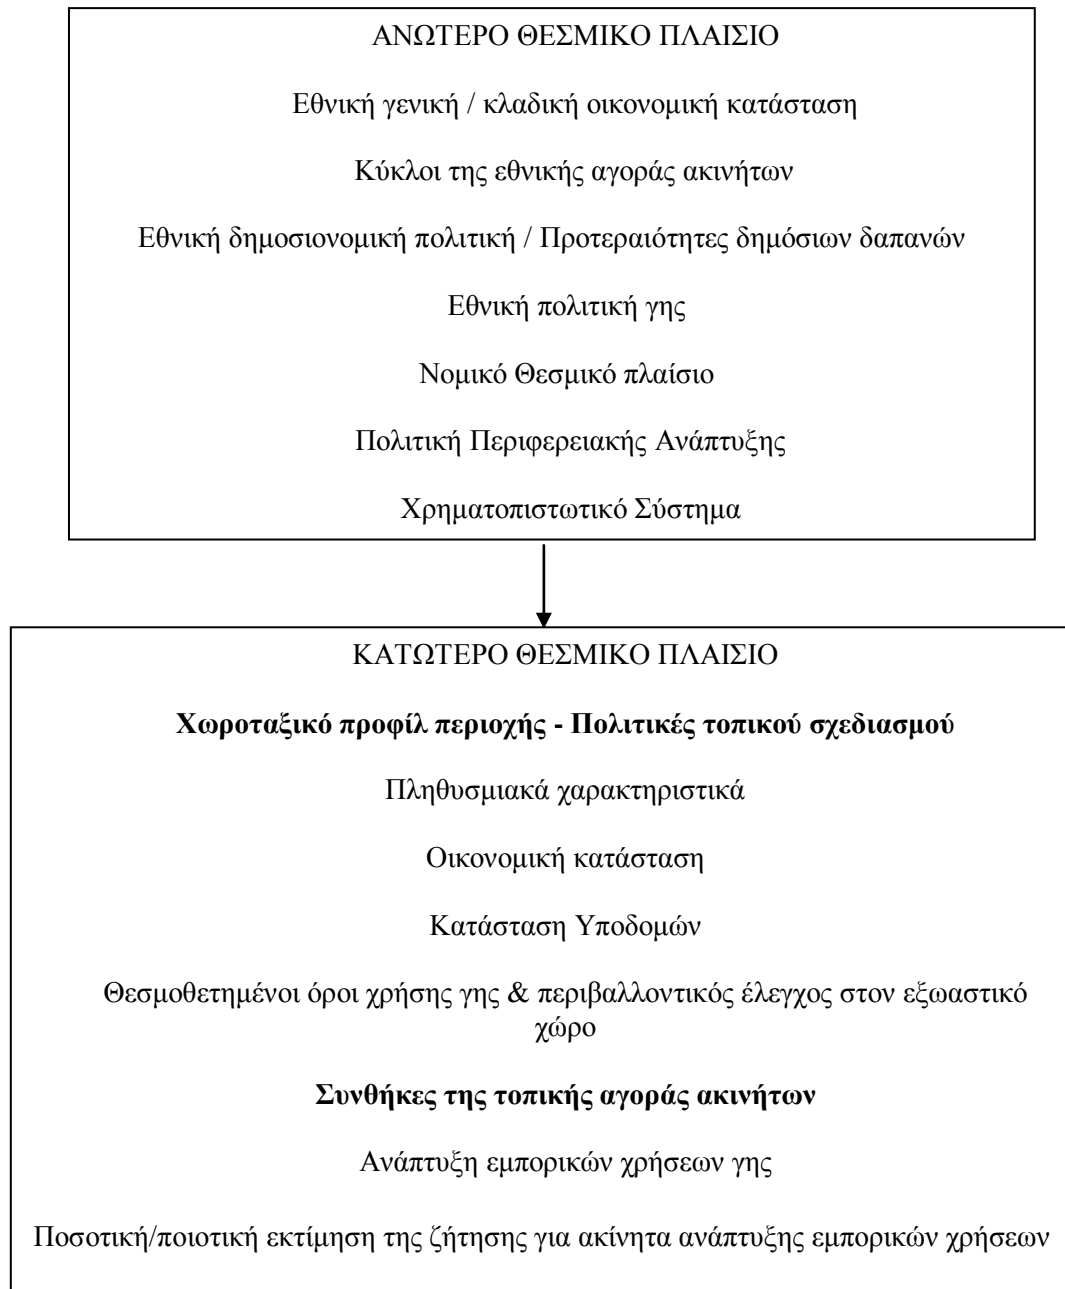 ΑΝΩΤΕΡΟ ΘΕΣΜΙΚΟ ΠΛΑΙΣΙΟ
Εθνική γενική / κλαδική οικονομική κατάσταση
Κύκλοι της εθνικής αγοράς ακινήτων
Εθνική δημοσιονομική πολιτική / Προτεραιότητες δημόσιων δαπανών
Εθνική πολιτική γης
Νομικό Θεσμικό πλαίσιο
Πολιτική Περιφερειακής Ανάπτυξης
Χρηματοπιστωτικό Σύστημα
ΚΑΤΩΤΕΡΟ ΘΕΣΜΙΚΟ ΠΛΑΙΣΙΟ
Χωροταξικό προφίλ περιοχής - Πολιτικές τοπικού σχεδιασμού
Πληθυσμιακά χαρακτηριστικά
Οικονομική κατάσταση
Κατάσταση Υποδομών
Θεσμοθετημένοι όροι χρήσης γης & περιβαλλοντικός έλεγχος στον εξωαστικό
χώρο
Συνθήκες της τοπικής αγοράς ακινήτων
Ανάπτυξη εμπορικών χρήσεων γης
Ποσοτική/ποιοτική εκτίμηση της ζήτησης για ακίνητα ανάπτυξης εμπορικών χρήσεων